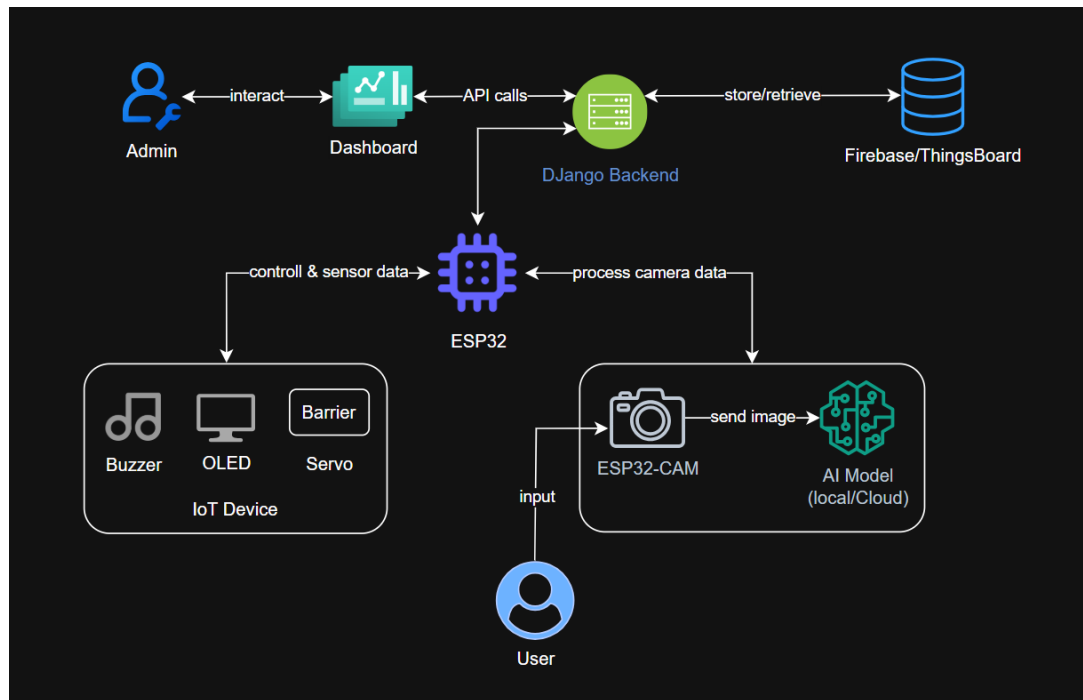 interact
API calls
store/retrieve
Admin
Dashboard
Firebase/ThingsBoard
DJango Backend
controll & sensor data
process camera data
ESP32
Barrier
Buzzer
OLED
Servo
IoT Device
send image
ESP32-CAM
AI Model
(local/Cloud)
input
User